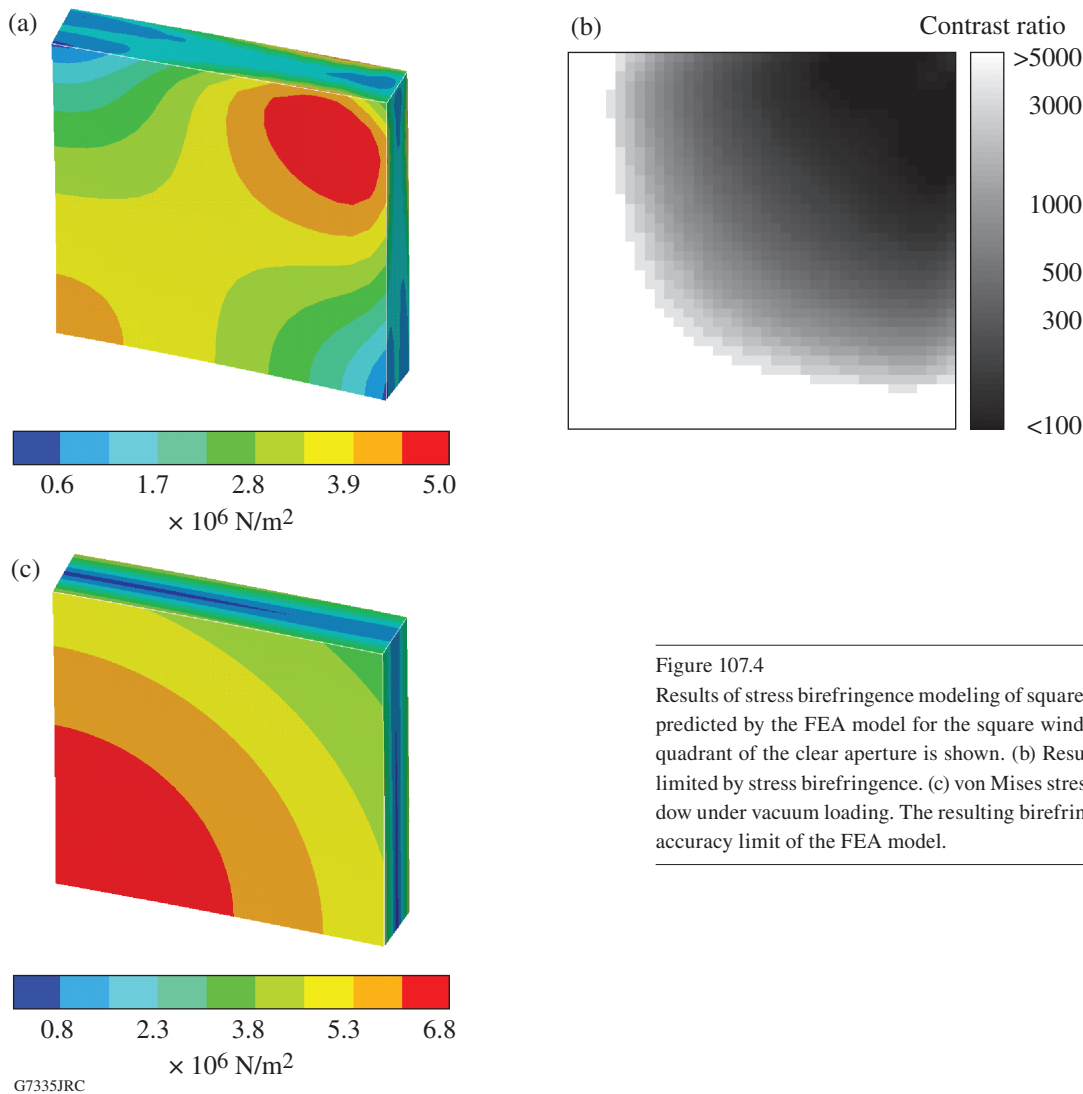 (a)
0.6 1.7 2.8 3.9 5.0
× 10⁶ N/m²
(b)
Contrast ratio
>5000
3000
1000
500
300
<100
(c)
0.8 2.3 3.8 5.3 6.8
× 10⁶ N/m²
G7335JRC
Figure 107.4
Results of stress birefringence modeling of square
predicted by the FEA model for the square wind
quadrant of the clear aperture is shown. (b) Resu
limited by stress birefringence. (c) von Mises stres
dow under vacuum loading. The resulting birefrin
accuracy limit of the FEA model.